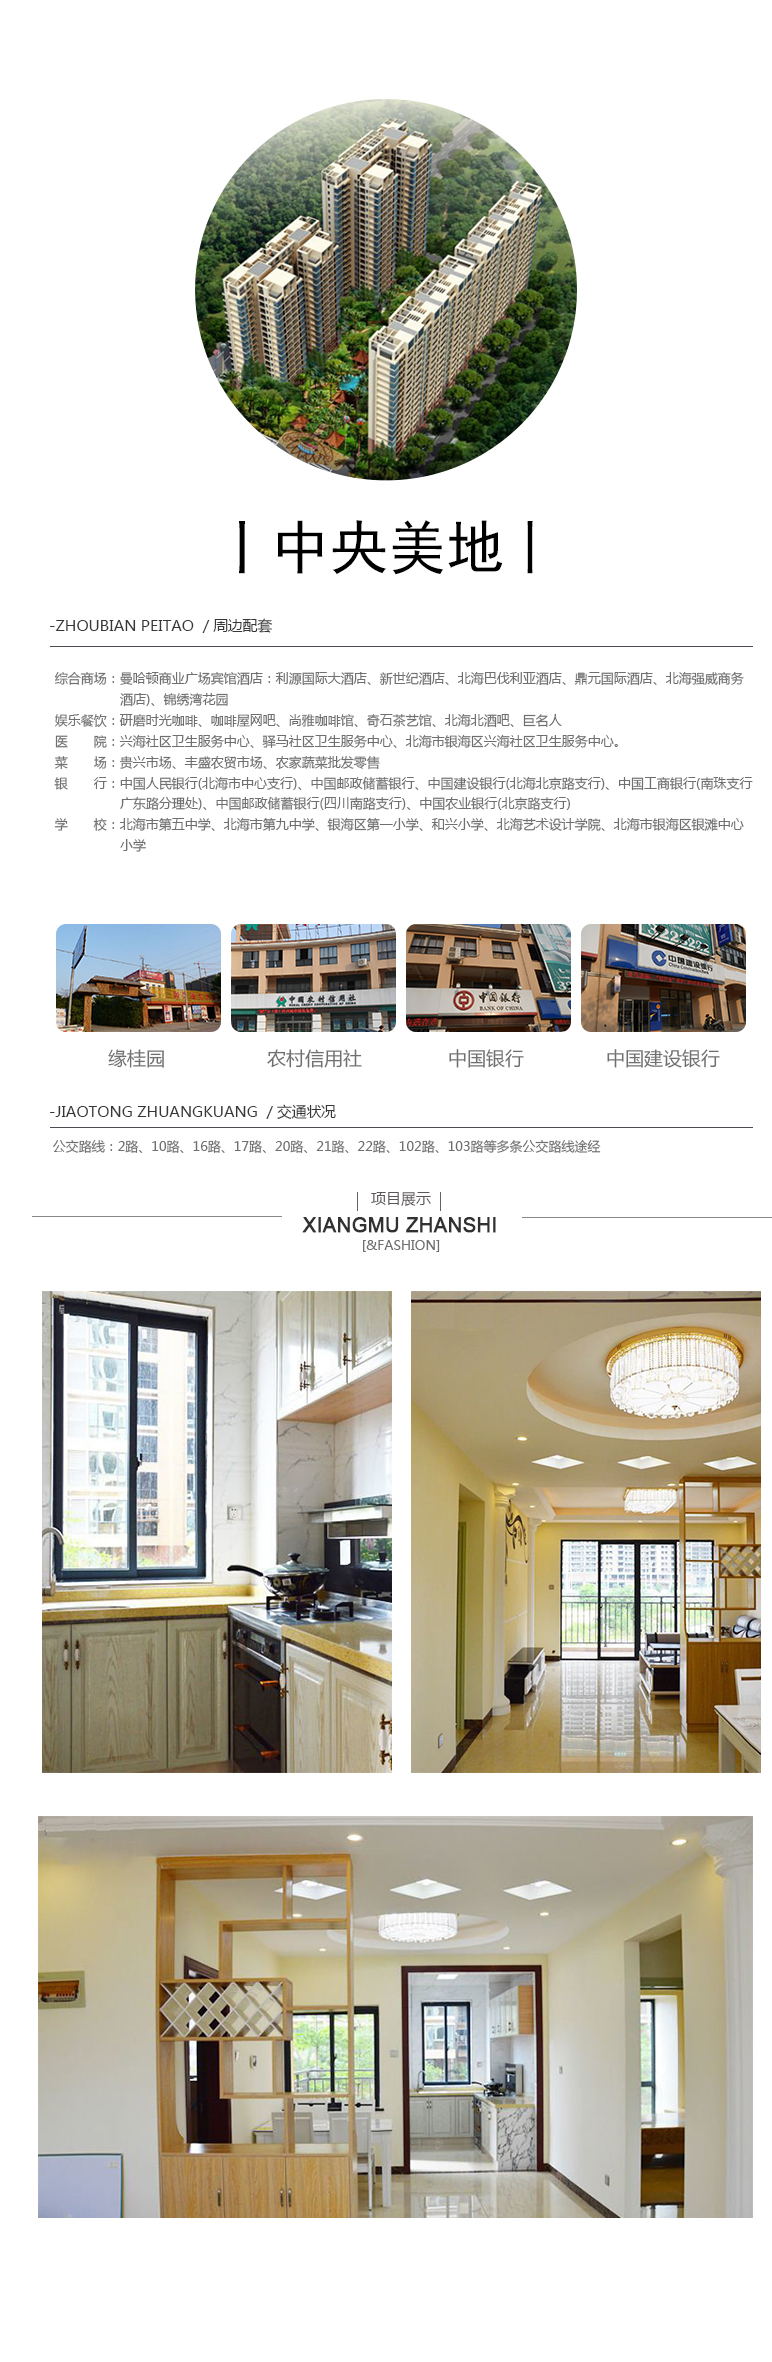 丨中央美地丨
-ZHOUBIAN PEITAO / 周边配套
综合商场：曼哈顿商业广场宾馆酒店：利源国际大酒店、新世纪酒店、北海巴伐利亚酒店、鼎元国际酒店、北海强威商务
酒店)、锦绣湾花园
娱乐餐饮：研磨时光咖啡、咖啡屋网吧、尚雅咖啡馆、奇石茶艺馆、北海北酒吧、巨名人
医　　院：兴海社区卫生服务中心、驿马社区卫生服务中心、北海市银海区兴海社区卫生服务中心。
菜　　场：贵兴市场、丰盛农贸市场、农家蔬菜批发零售
银　　行：中国人民银行(北海市中心支行)、中国邮政储蓄银行、中国建设银行(北海北京路支行)、中国工商银行(南珠支行
广东路分理处)、中国邮政储蓄银行(四川南路支行)、中国农业银行(北京路支行)
学　　校：北海市第五中学、北海市第九中学、银海区第一小学、和兴小学、北海艺术设计学院、北海市银海区银滩中心
小学
中国农村信用社
中国银行
BANK OF CHINA
中国建设银行
China Construction Bank
缘桂园
农村信用社
中国银行
中国建设银行
-JIAOTONG ZHUANGKUANG / 交通状况
公交路线：2路、10路、16路、17路、20路、21路、22路、102路、103路等多条公交路线途经
| 项目展示 |
XIANGMU ZHANSHI
[&FASHION]